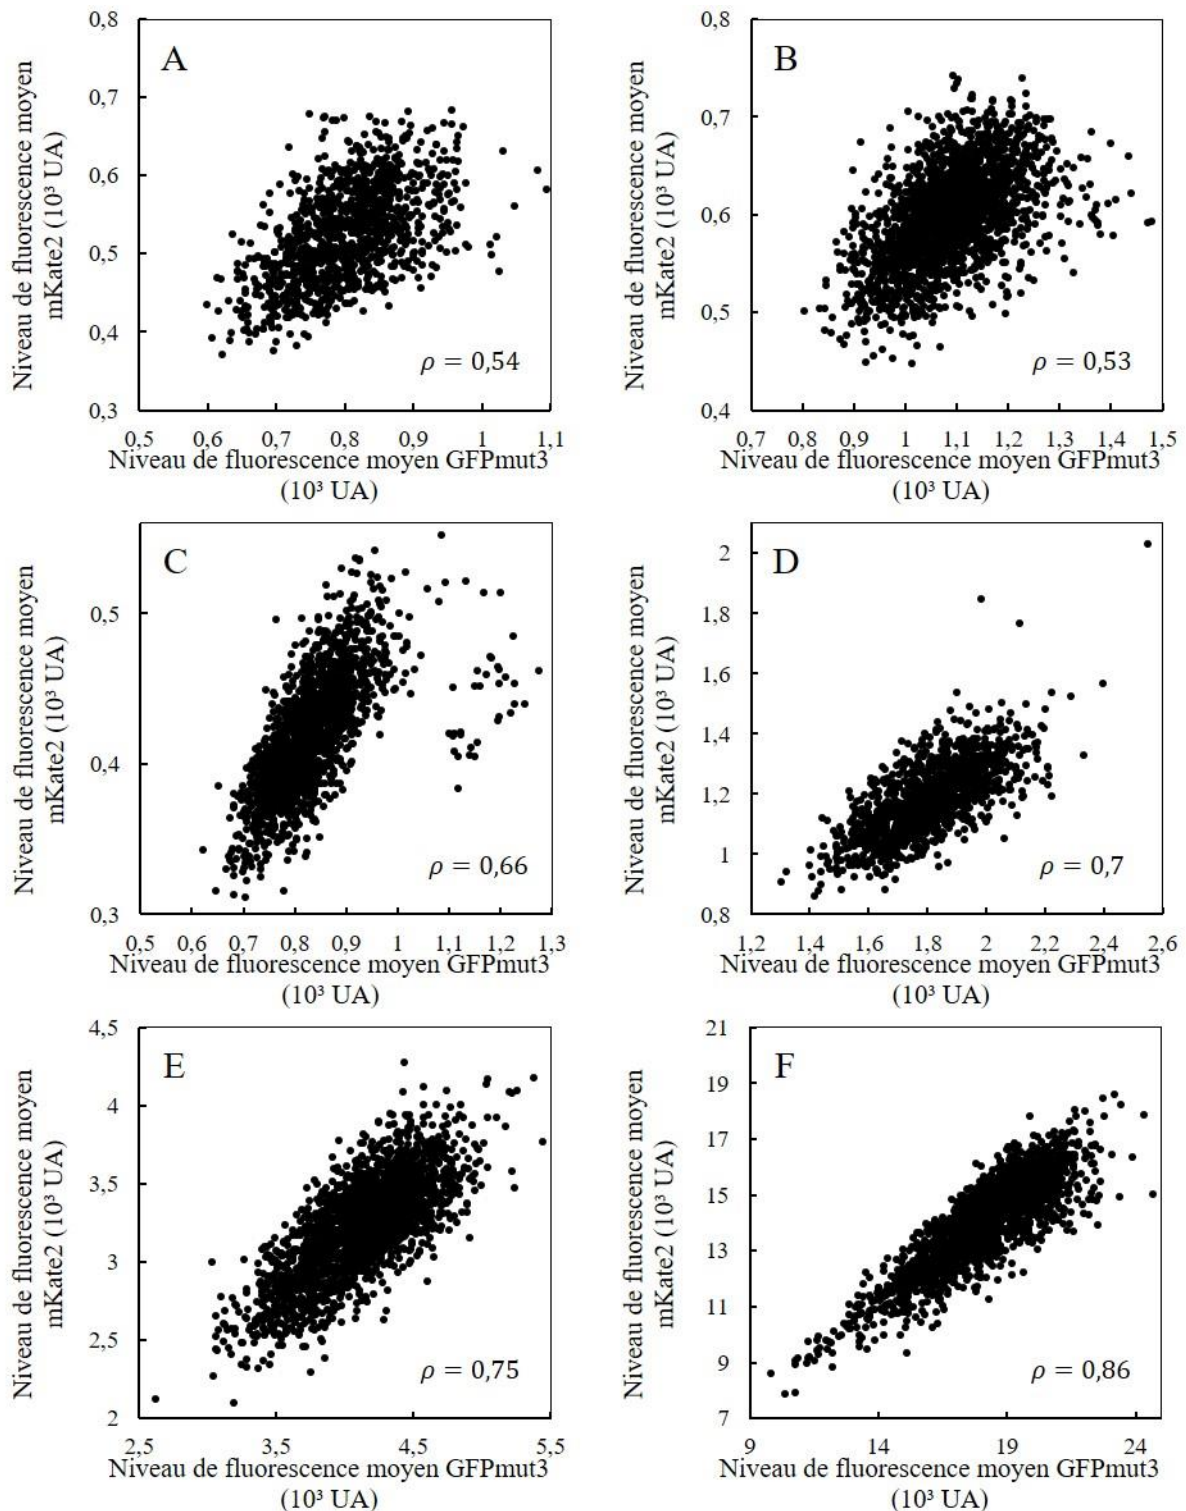 0,8
A
0,7
0,6
0,5
0,4
0,3
ρ = 0,54
0,5 0,6 0,7 0,8 0,9 1 1,1
Niveau de fluorescence moyen
mKate2 (10³ UA)
Niveau de fluorescence moyen GFPmut3
(10³ UA)
0,8
B
0,7
0,6
0,5
0,4
ρ = 0,53
0,7 0,8 0,9 1 1,1 1,2 1,3 1,4 1,5
Niveau de fluorescence moyen
mKate2 (10³ UA)
Niveau de fluorescence moyen GFPmut3
(10³ UA)
C
0,5
0,4
0,3
ρ = 0,66
0,5 0,6 0,7 0,8 0,9 1 1,1 1,2 1,3
Niveau de fluorescence moyen
mKate2 (10³ UA)
Niveau de fluorescence moyen GFPmut3
(10³ UA)
D
2
1,8
1,6
1,4
1,2
1
0,8
ρ = 0,7
1,2 1,4 1,6 1,8 2 2,2 2,4 2,6
Niveau de fluorescence moyen
mKate2 (10³ UA)
Niveau de fluorescence moyen GFPmut3
(10³ UA)
4,5
E
4
3,5
3
2,5
2
ρ = 0,75
2,5 3,5 4,5 5,5
Niveau de fluorescence moyen
mKate2 (10³ UA)
Niveau de fluorescence moyen GFPmut3
(10³ UA)
21
F
19
17
15
13
11
9
7
ρ = 0,86
9 14 19 24
Niveau de fluorescence moyen
mKate2 (10³ UA)
Niveau de fluorescence moyen GFPmut3
(10³ UA)